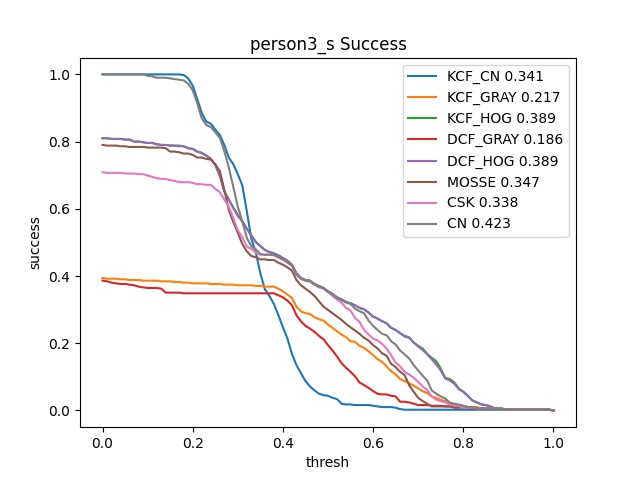 person3_s Success
KCF_CN 0.341
KCF_GRAY 0.217
KCF_HOG 0.389
DCF_GRAY 0.186
DCF_HOG 0.389
MOSSE 0.347
CSK 0.338
CN 0.423
success
1.0
0.8
0.6
0.4
0.2
0.0
0.0 0.2 0.4 0.6 0.8 1.0
thresh